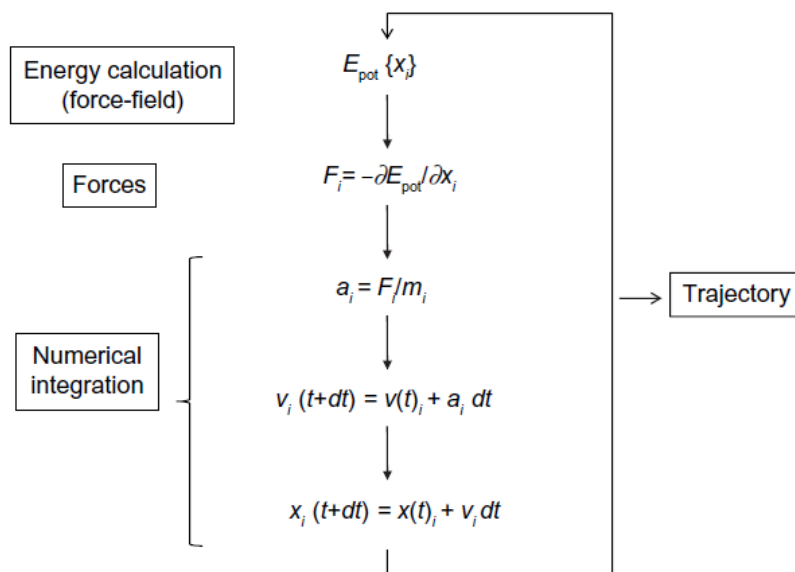 Energy calculation
(force-field)
E_pot {x_i}
Forces
F_i = –∂E_pot/∂x_i
a_i = F_i/m_i
Trajectory
Numerical
integration
v_i (t+dt) = v(t)_i + a_i dt
x_i (t+dt) = x(t)_i + v_i dt